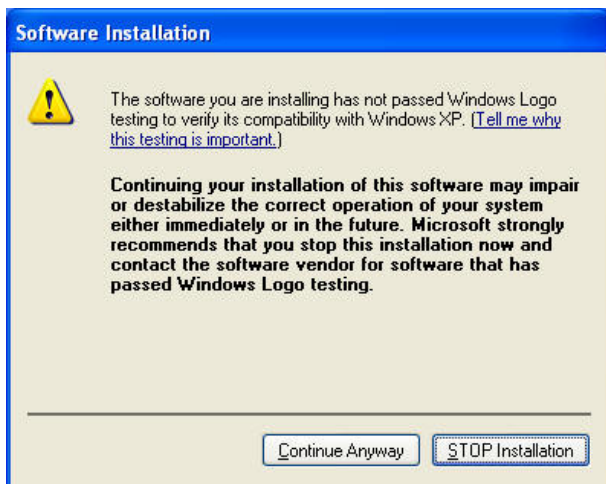 Software Installation
The software you are installing has not passed Windows Logo
testing to verify its compatibility with Windows XP. (Tell me why
this testing is important.)
Continuing your installation of this software may impair
or destabilize the correct operation of your system
either immediately or in the future. Microsoft strongly
recommends that you stop this installation now and
contact the software vendor for software that has
passed Windows Logo testing.
Continue Anyway
STOP Installation